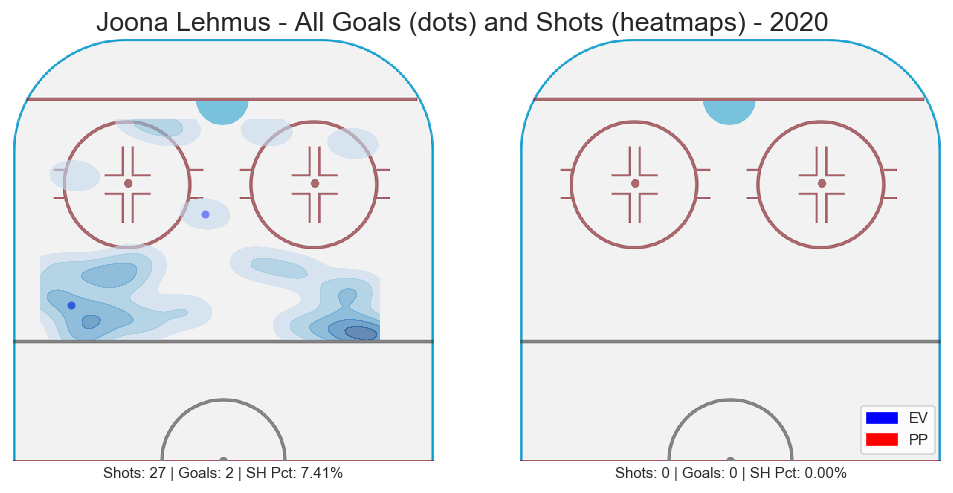 Joona Lehmus - All Goals (dots) and Shots (heatmaps) - 2020
EV
PP
Shots: 27 | Goals: 2 | SH Pct: 7.41%
Shots: 0 | Goals: 0 | SH Pct: 0.00%